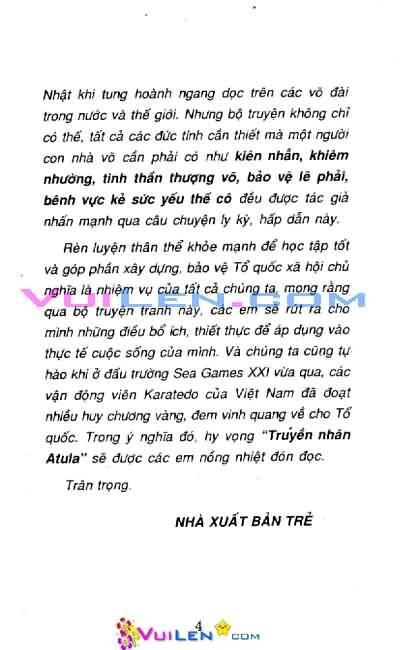 Nhật khi tung hoành ngang dọc trên các võ đài
trong nước và thế giới. Nhưng bộ truyện không chỉ
có thế, tất cả các đức tính cần thiết mà một người
con nhà võ cần phải có như kiên nhẫn, khiêm
nhường, tinh thần thượng võ, bảo vệ lẽ phải,
bênh vực kẻ sức yếu thế cô đều được tác giả
nhấn mạnh qua câu chuyện ly kỳ, hấp dẫn này.
Rèn luyện thân thể khỏe mạnh để học tập tốt
và góp phần xây dựng, bảo vệ Tổ quốc xã hội chủ
nghĩa là nhiệm vụ của tất cả chúng ta, mong rằng
qua bộ truyện tranh này, các em sẽ rút ra cho
mình những điều bổ ích, thiết thực để áp dụng vào
thực tế cuộc sống của mình. Và chúng ta cũng tự
hào khi ở đấu trường Sea Games XXI vừa qua, các
vận động viên Karatedo của Việt Nam đã đoạt
nhiều huy chương vàng, đem vinh quang về cho Tổ
quốc. Trong ý nghĩa đó, hy vọng "Truyền nhân
Atula" sẽ được các em nồng nhiệt đón đọc.
Trân trọng.
NHÀ XUẤT BẢN TRẺ
VUILEN.COM
4
VUILEN.COM